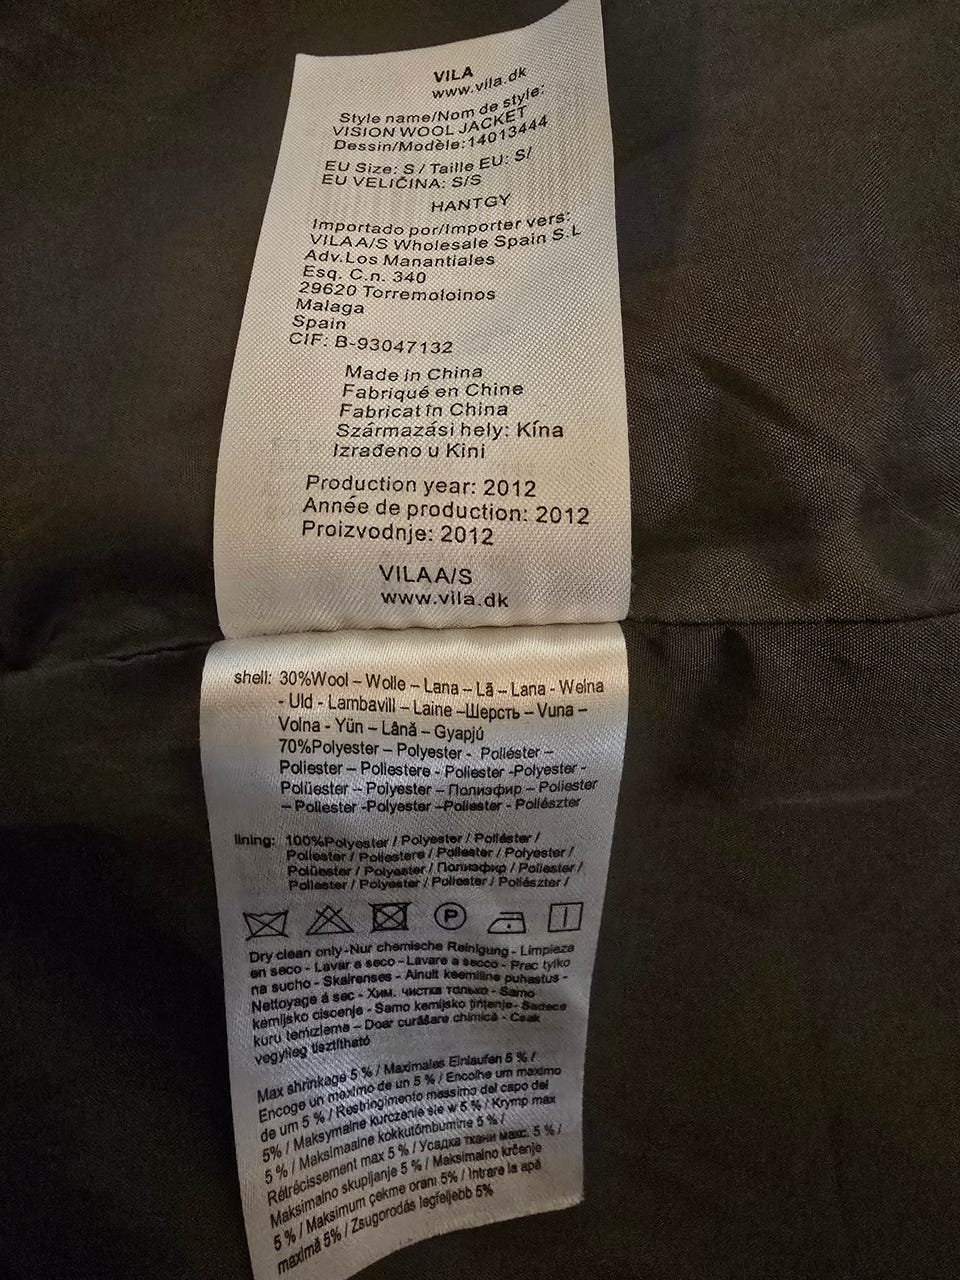 VILA
www.vila.dk
Style name/Nom de style:
VISION WOOL JACKET
Dessin/Modèle:14013444
EU Size: S / Taille EU: S/
EU VELIČINA: S/S
HANTGY
Importado por/Importer vers:
VILAA/S Wholesale Spain S.L
Adv.Los Manantiales
Esq. C.n. 340
29620 Torremoloinos
Malaga
Spain
CIF: B-93047132
Made in China
Fabriqué en Chine
Fabricat în China
Származási hely: Kína
Izrađeno u Kini
Production year: 2012
Année de production: 2012
Proizvodnje: 2012
VILAA/S
www.vila.dk
shell: 30%Wool – Wolle – Lana – Lã – Lana - Welna
- Uld - Lambavill – Laine –Шерсть – Vuna –
Volna - Yün – Lână – Gyapjú
70%Polyester – Polyester - Poliéster –
Poliester – Poliestere - Poliester -Polyester -
Polüester – Polyester – Полиэфир – Poliester
– Poliester -Polyester –Poliester - Poliészter
lining: 100%Polyester / Polyester / Poliéster /
Poliester / Poliestere / Poliester / Polyester /
Polüester / Polyester / Полиэфир / Poliester /
Poliester / Polyester / Poliester / Poliészter /
P
Dry clean only-Nur chemische Reinigung - Limpieza
en seco - Lavar a seco - Lavare a secco - Prac tylko
na sucho - Skalrenses - Ainult keemiline puhastus -
Nettoyage á sec - Хим. чистка только - Samo
kemijsko cisoenje - Samo kemijsko - Sadece
kuru temizleme – Doar curăšare chimică - Csak
vegyileg tisztítható
Max shrinkage 5 % / Maximales Einlaufen 5 % /
Encoge un maximo de un 5 % / Encolhe um maximo
de um 5 % / Restringimento massimo del capo del
5% / Maksymalne kurczenie sie w 5 % / Krymp max
5 % / Maksimaalne kokkutõmbumine 5 % /
Rétrécissement max 5 % / Усадка ткани макс. 5 % /
Maksimalno skupljanje 5 % / Maksimalno krčenje
5 % / Maksimum çekme oranı 5% / Intrare la apă
maximă 5% / Zsugorodás legfeljebb 5%